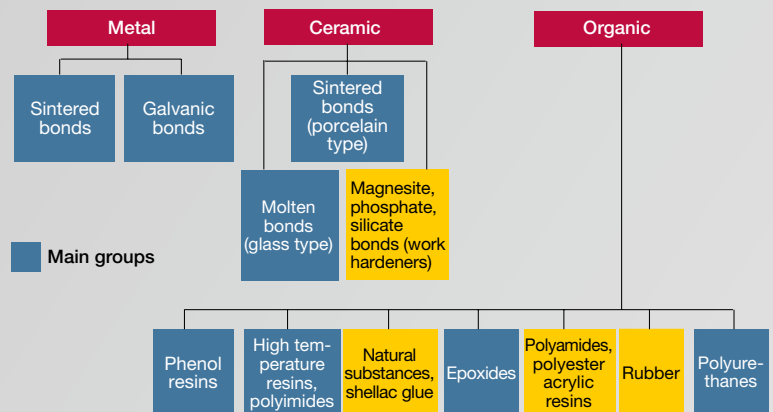 Metal
Ceramic
Organic
Sintered
bonds
Galvanic
bonds
Sintered
bonds
(porcelain
type)
Molten
bonds
(glass type)
Magnesite,
phosphate,
silicate
bonds (work
hardeners)
Main groups
Phenol
resins
High tem-
perature
resins,
polyimides
Natural
substances,
shellac glue
Epoxides
Polyamides,
polyester
acrylic
resins
Rubber
Polyure-
thanes